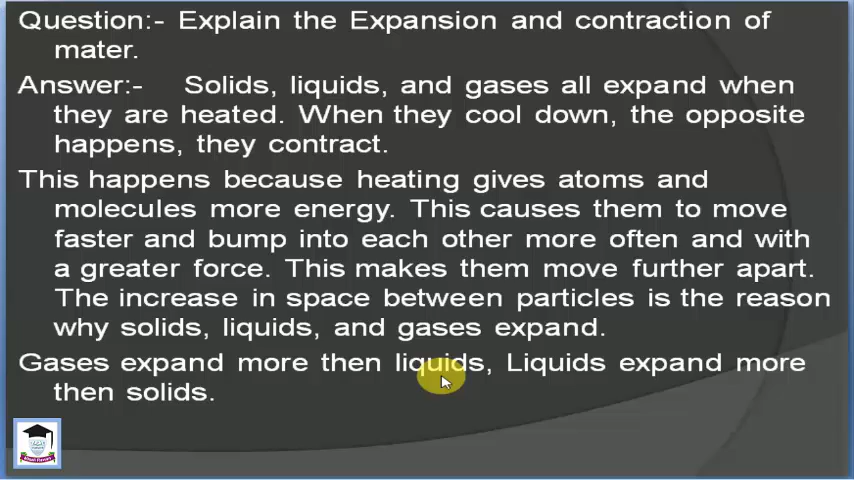 Question:- Explain the Expansion and contraction of
mater.
Answer:- Solids, liquids, and gases all expand when
they are heated. When they cool down, the opposite
happens, they contract.
This happens because heating gives atoms and
molecules more energy. This causes them to move
faster and bump into each other more often and with
a greater force. This makes them move further apart.
The increase in space between particles is the reason
why solids, liquids, and gases expand.
Gases expand more then liquids, Liquids expand more
then solids.